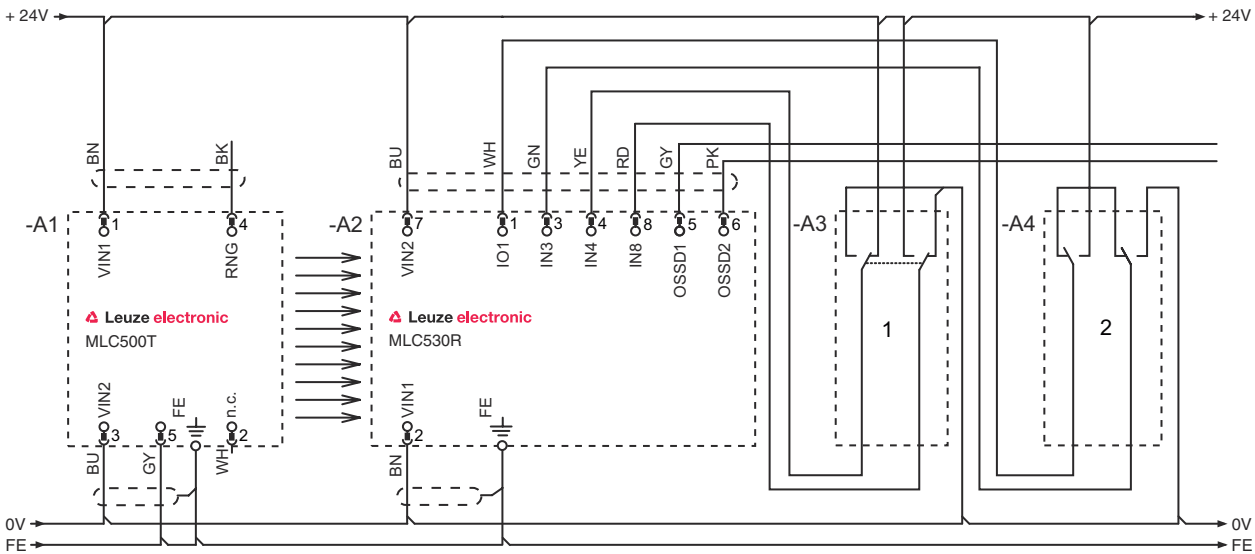 + 24V
+ 24V
BN
BK
BU
WH
GN
YE
RD
GY
PK
-A1
1
4
-A2
7
1
3
4
8
5
6
-A3
-A4
VIN1
RNG
VIN2
IO1
IN3
IN4
IN8
OSSD1
OSSD2
Leuze electronic
MLC500T
Leuze electronic
MLC530R
1
2
VIN2
FE
n.c.
VIN1
FE
3
5
2
2
BU
GY
WH
BN
0V
0V
FE
FE